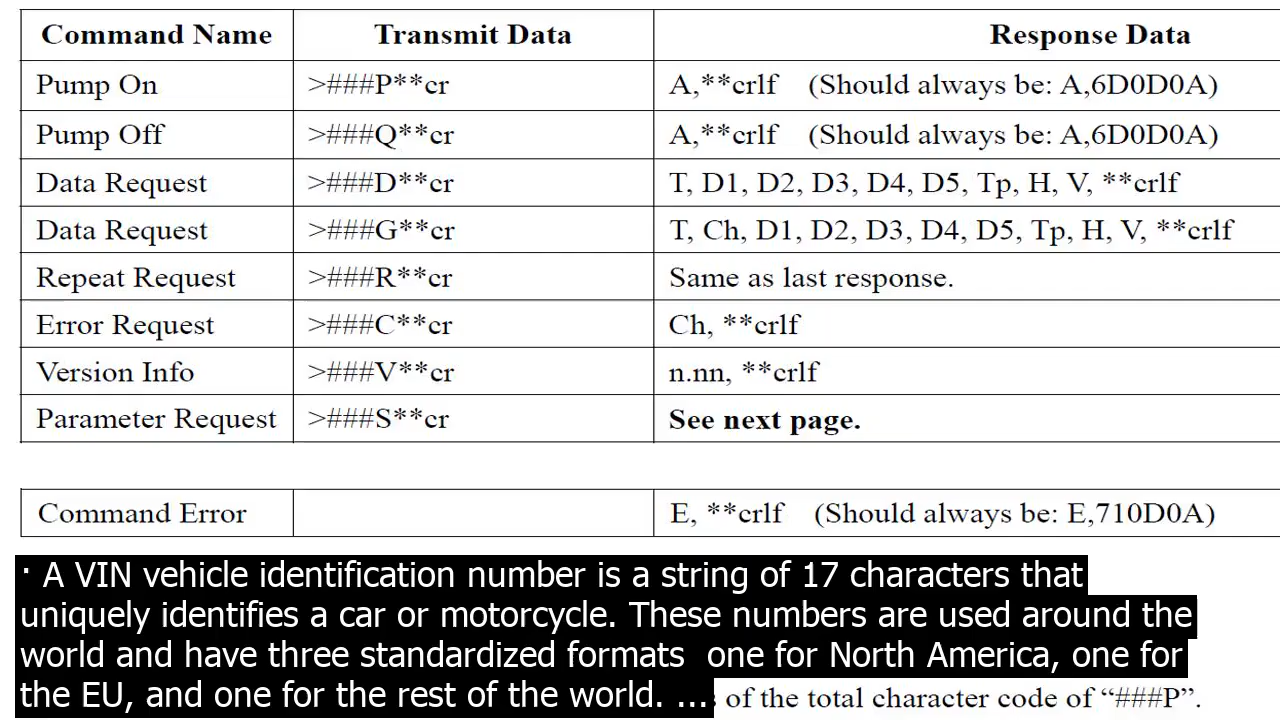 Command Name Transmit Data Response Data
Pump On >###P**cr A,**crlf (Should always be: A,6D0D0A)
Pump Off >###Q**cr A,**crlf (Should always be: A,6D0D0A)
Data Request >###D**cr T, D1, D2, D3, D4, D5, Tp, H, V, **crlf
Data Request >###G**cr T, Ch, D1, D2, D3, D4, D5, Tp, H, V, **crlf
Repeat Request >###R**cr Same as last response.
Error Request >###C**cr Ch, **crlf
Version Info >###V**cr n.nn, **crlf
Parameter Request >###S**cr See next page.
Command Error E, **crlf (Should always be: E,710D0A)
· A VIN vehicle identification number is a string of 17 characters that
uniquely identifies a car or motorcycle. These numbers are used around the
world and have three standardized formats one for North America, one for
the EU, and one for the rest of the world. ...
of the total character code of “###P”.